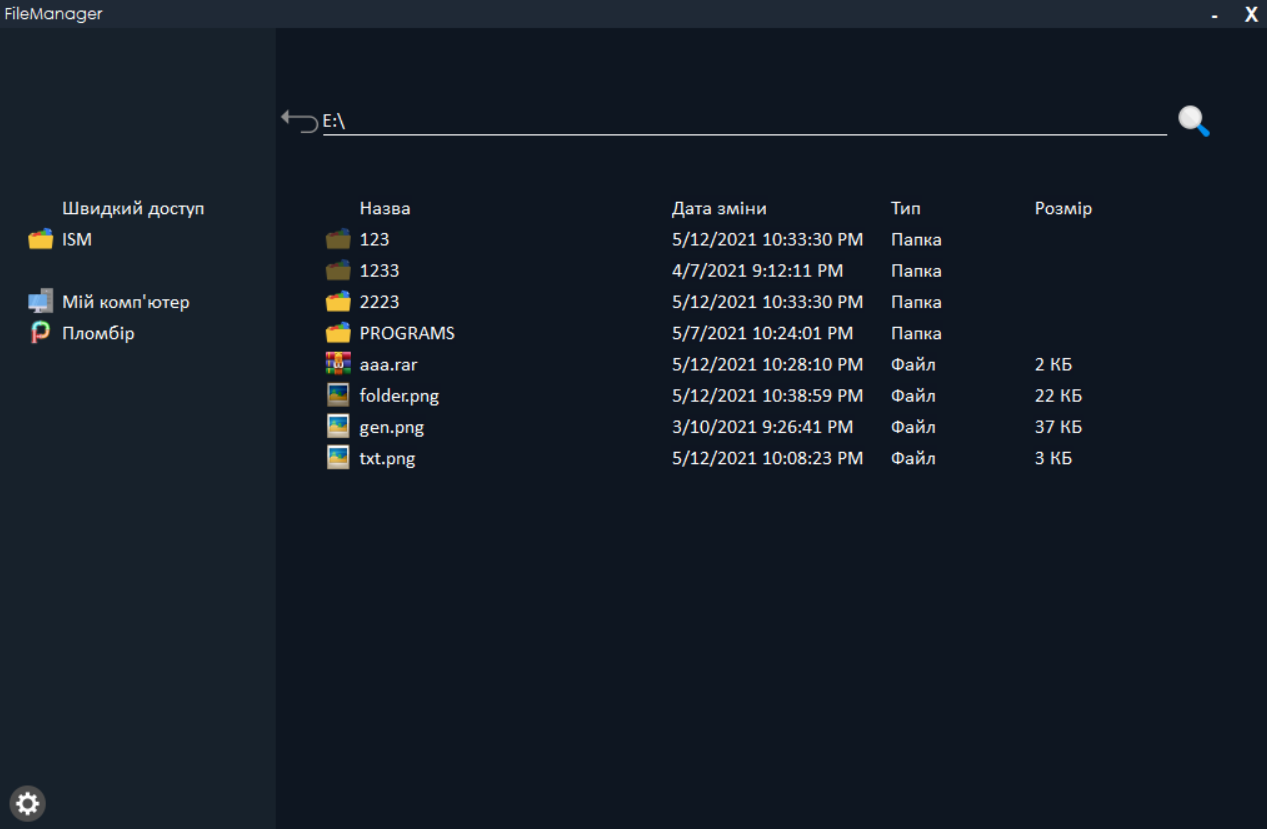 FileManager - X
E:\
Швидкий доступ
ISM
Мій комп'ютер
Пломбір
Назва Дата зміни Тип Розмір
123 5/12/2021 10:33:30 PM Папка
1233 4/7/2021 9:12:11 PM Папка
2223 5/12/2021 10:33:30 PM Папка
PROGRAMS 5/7/2021 10:24:01 PM Папка
aaa.rar 5/12/2021 10:28:10 PM Файл 2 КБ
folder.png 5/12/2021 10:38:59 PM Файл 22 КБ
gen.png 3/10/2021 9:26:41 PM Файл 37 КБ
txt.png 5/12/2021 10:08:23 PM Файл 3 КБ